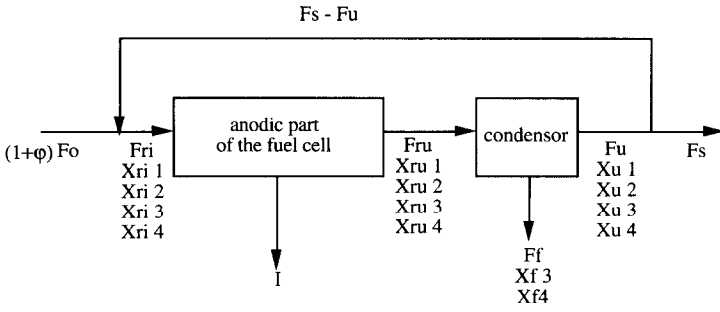 Fs - Fu
anodic part
of the fuel cell
condensor
(1+φ) Fo
Fri
Xri 1
Xri 2
Xri 3
Xri 4
Fru
Xru 1
Xru 2
Xru 3
Xru 4
Fu
Xu 1
Xu 2
Xu 3
Xu 4
Fs
I
Ff
Xf 3
Xf4